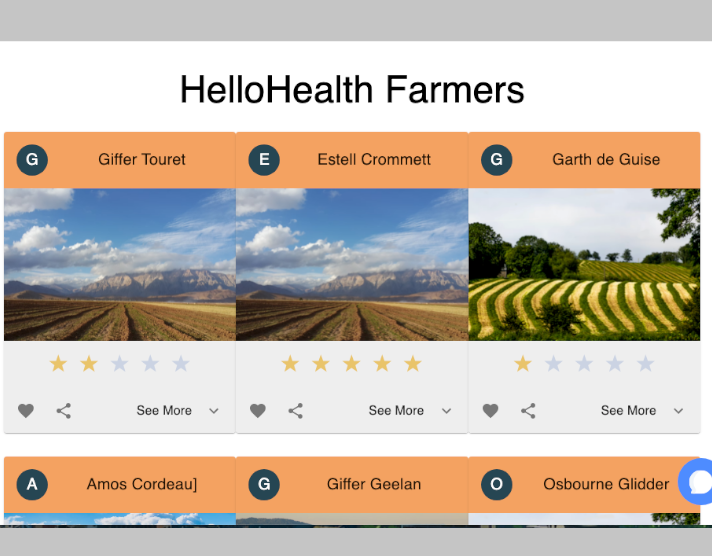 HelloHealth Farmers
G Giffer Touret
E Estell Crommett
G Garth de Guise
See More
See More
See More
A Amos Cordeau]
G Giffer Geelan
O Osbourne Glidder